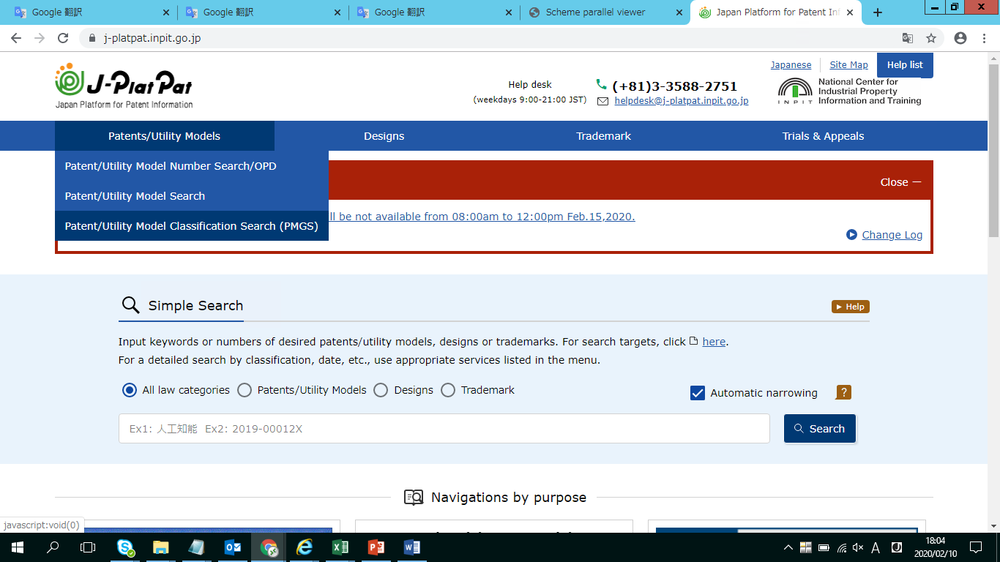 Google 翻訳
Google 翻訳
Google 翻訳
Scheme parallel viewer
Japan Platform for Patent Inf
j-platpat.inpit.go.jp
Japanese
Site Map
Help list
J-PlatPat
Japan Platform for Patent Information
Help desk
(weekdays 9:00-21:00 JST)
(+81)3-3588-2751
helpdesk@j-platpat.inpit.go.jp
INPIT
National Center for
Industrial Property
Information and Training
Patents/Utility Models
Designs
Trademark
Trials & Appeals
Patent/Utility Model Number Search/OPD
Patent/Utility Model Search
Patent/Utility Model Classification Search (PMGS)
Close
ll be not available from 08:00am to 12:00pm Feb.15,2020.
Change Log
Simple Search
Help
Input keywords or numbers of desired patents/utility models, designs or trademarks. For search targets, click here.
For a detailed search by classification, date, etc., use appropriate services listed in the menu.
All law categories
Patents/Utility Models
Designs
Trademark
Automatic narrowing
?
Ex1: 人工知能 Ex2: 2019-00012X
Search
Navigations by purpose
javascript:void(0)
A
J
18:04
2020/02/10